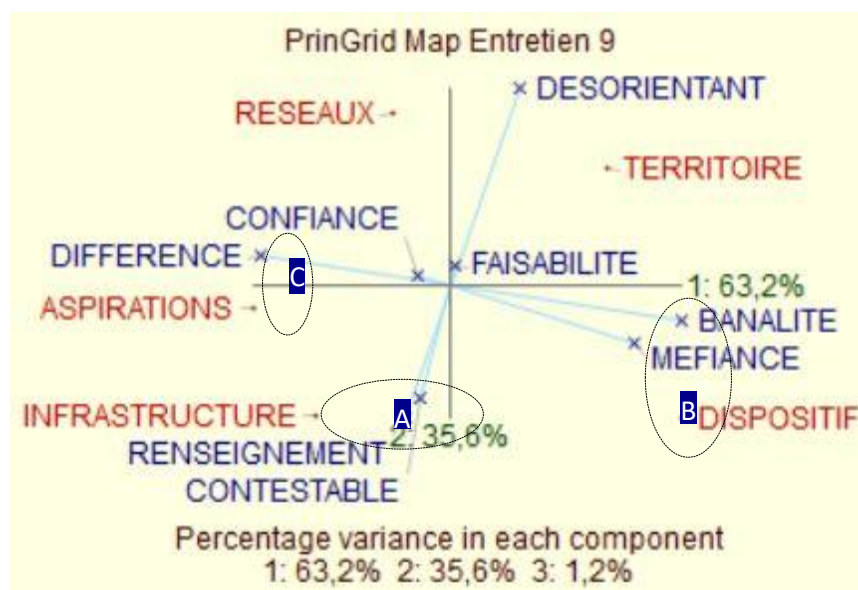 PrinGrid Map Entretien 9
DESORIENTANT
RESEAUX
TERRITOIRE
CONFIANCE
DIFFERENCE
FAISABILITE
C
1: 63,2%
ASPIRATIONS
BANALITE
MEFIANCE
INFRASTRUCTURE
A
B
DISPOSITIF
2: 35,6%
RENSEIGNEMENT
CONTESTABLE
Percentage variance in each component
1: 63,2% 2: 35,6% 3: 1,2%